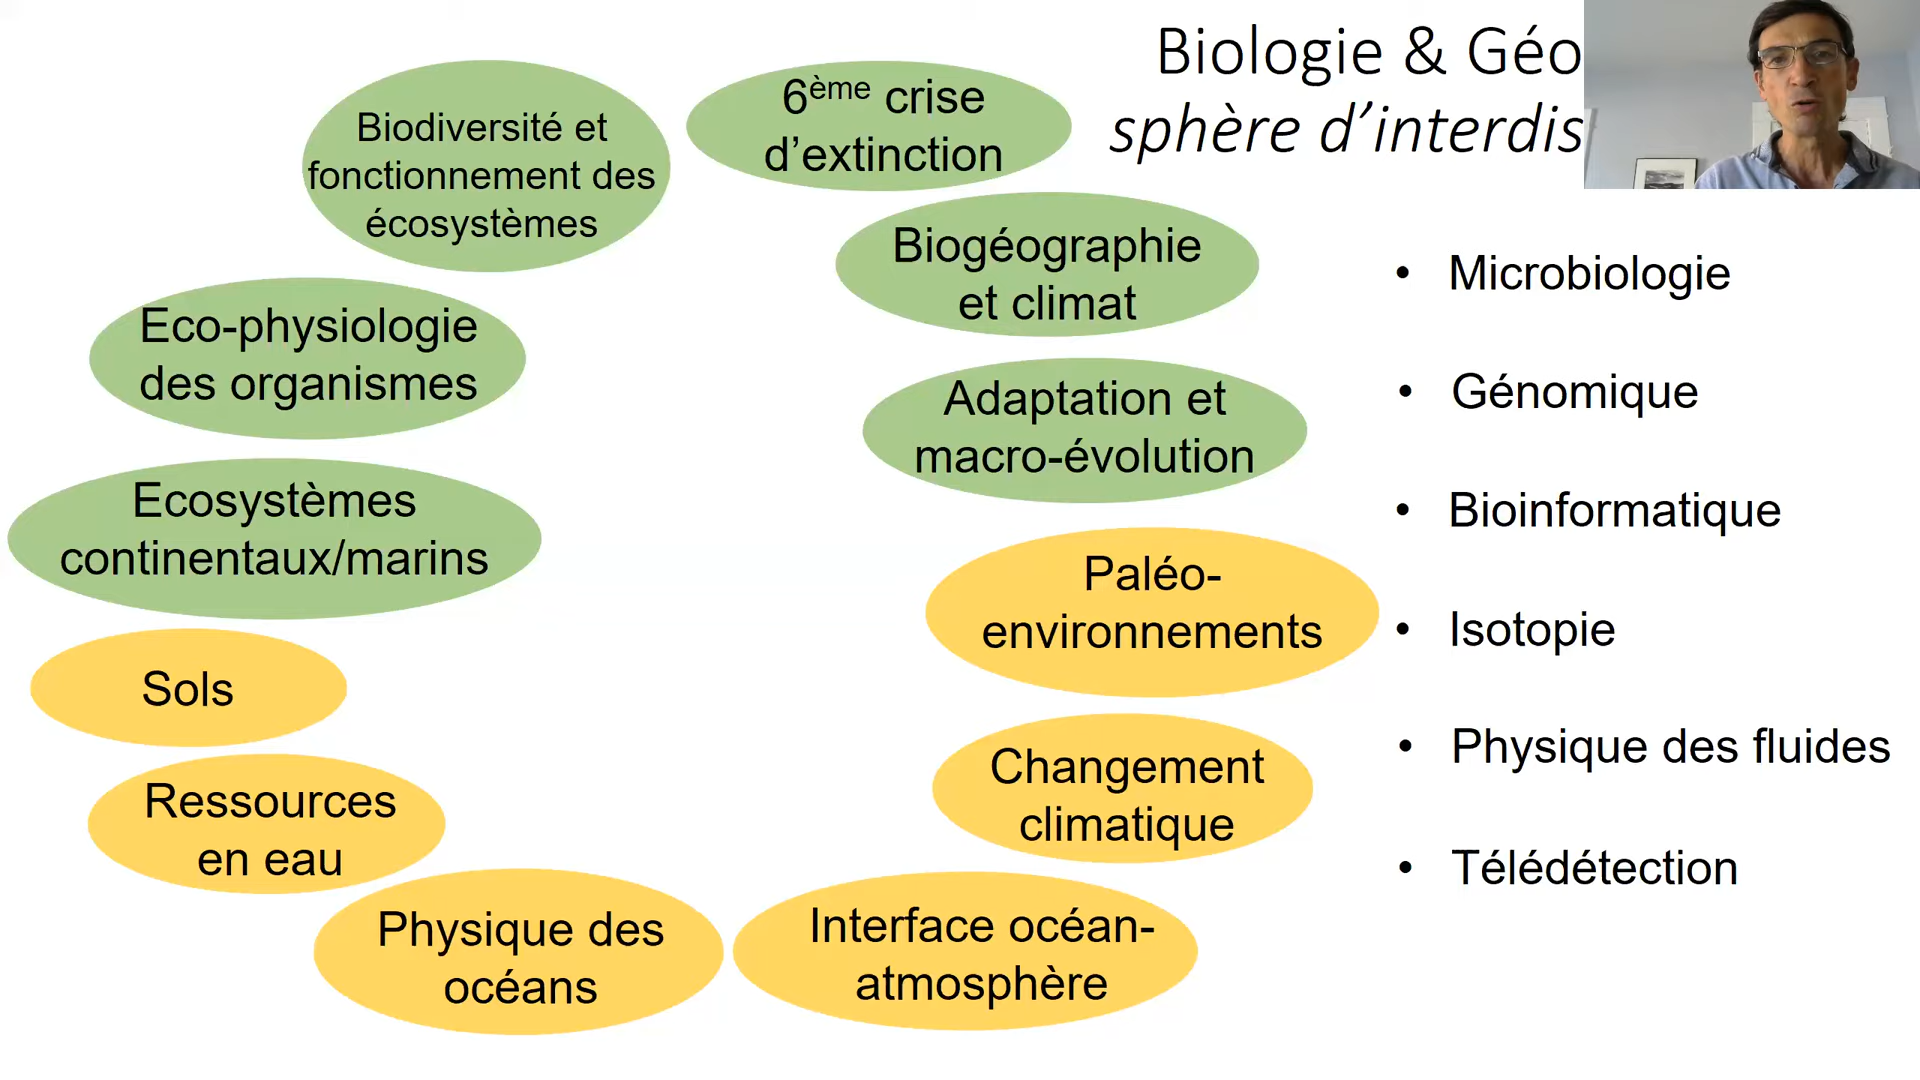 Biologie & Géo
sphère d’interdis
Biodiversité et
fonctionnement des
écosystèmes
6ème crise
d’extinction
Biogéographie
et climat
Eco-physiologie
des organismes
Adaptation et
macro-évolution
Ecosystèmes
continentaux/marins
Paléo-
environnements
Sols
Changement
climatique
Ressources
en eau
Physique des
océans
Interface océan-
atmosphère
• Microbiologie
• Génomique
• Bioinformatique
• Isotopie
• Physique des fluides
• Télédétection